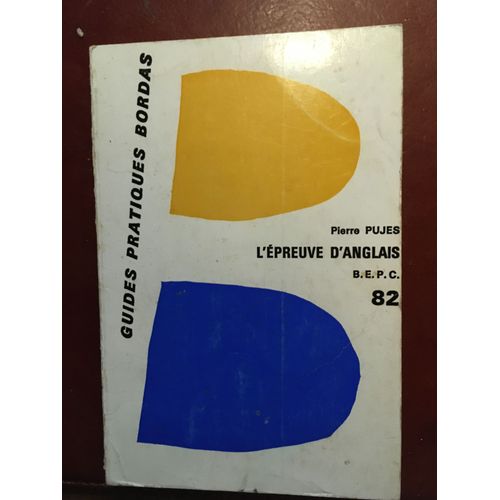 GUIDES PRATIQUES BORDAS
Pierre PUJES
L'ÉPREUVE D'ANGLAIS
B.E.P.C.
82